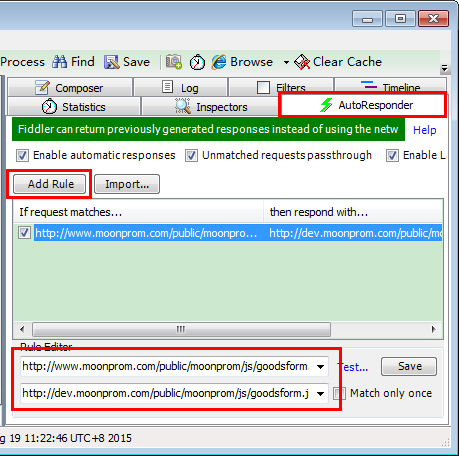 Process Find Save Browse Clear Cache
Composer Log Filters Timeline
Statistics Inspectors AutoResponder
Fiddler can return previously generated responses instead of using the netw Help
Enable automatic responses Unmatched requests passthrough Enable L
Add Rule Import...
If request matches... then respond with...
http://www.moonprom.com/public/moonpro... http://dev.moonprom.com/public/mo
Rule Editor
http://www.moonprom.com/public/moonprom/js/goodsform. Test... Save
http://dev.moonprom.com/public/moonprom/js/goodsform.j Match only once
g 19 11:22:46 UTC+8 2015